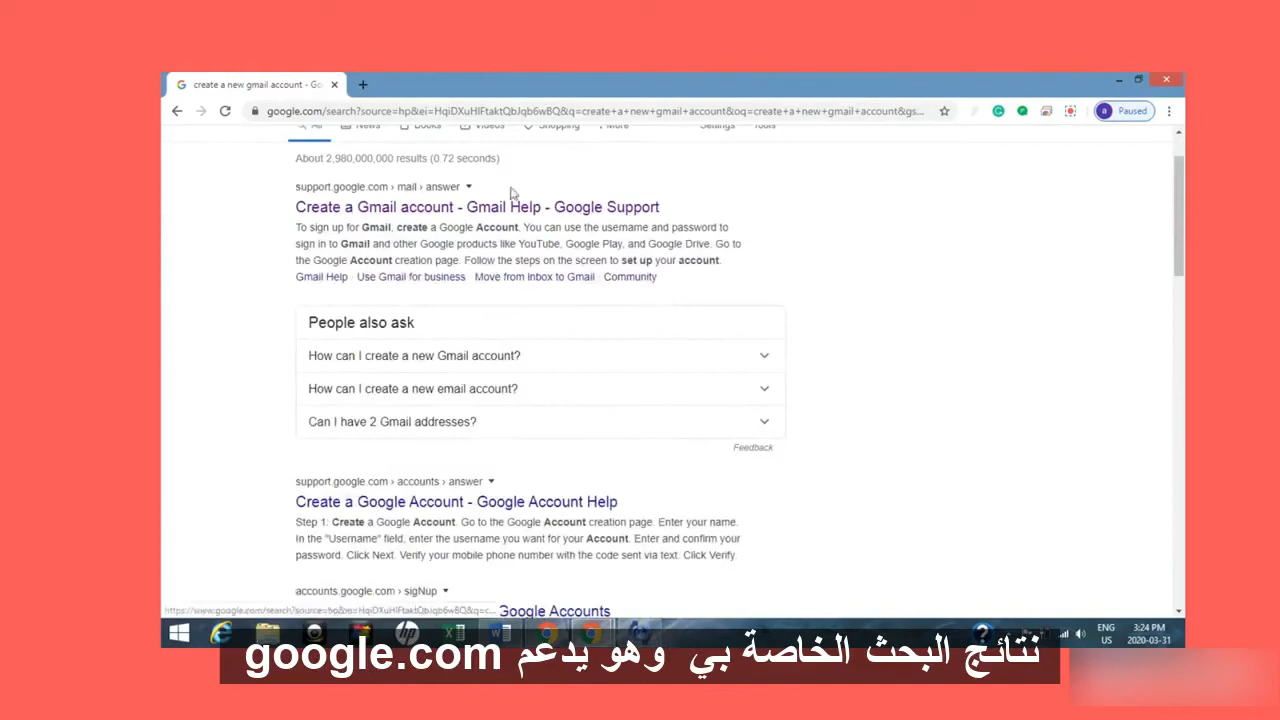 create a new gmail account - Go
google.com/search?source=hp&ei=HqiDXuHlFtaktQbJqb6wBQ&q=create+a+new+gmail+account&oq=create+a+new+gmail+account&gs...
Paused
All News Books Videos Shopping More Settings Tools
About 2,980,000,000 results (0.72 seconds)
support.google.com › mail › answer
Create a Gmail account - Gmail Help - Google Support
To sign up for Gmail, create a Google Account. You can use the username and password to
sign in to Gmail and other Google products like YouTube, Google Play, and Google Drive. Go to
the Google Account creation page. Follow the steps on the screen to set up your account.
Gmail Help Use Gmail for business Move from Inbox to Gmail Community
People also ask
How can I create a new Gmail account?
How can I create a new email account?
Can I have 2 Gmail addresses?
Feedback
support.google.com › accounts › answer
Create a Google Account - Google Account Help
Step 1: Create a Google Account. Go to the Google Account creation page. Enter your name.
In the "Username" field, enter the username you want for your Account. Enter and confirm your
password. Click Next. Verify your mobile phone number with the code sent via text. Click Verify.
accounts.google.com › sigNup
Google Accounts
ENG
US
3:24 PM
2020-03-31
نتائج البحث الخاصة بي وهو يدعم google.com